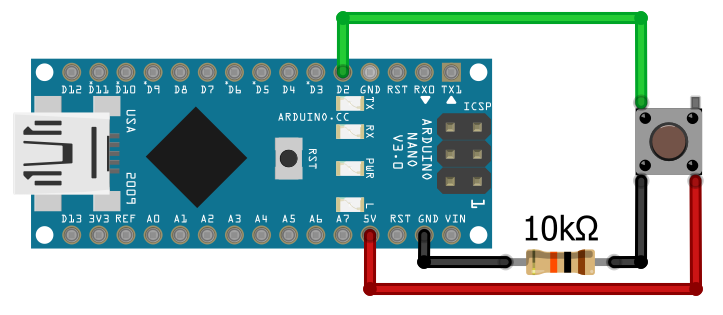 D12 D11 D10 D9 D8 D7 D6 D5 D4 D3 D2 GND RST RX0 TX1
TX
ICSP
ARDUINO.CC
USA
RX
ARDUINO
NANO
V3.0
RST
PWR
2009
L
1
D13 3V3 REF A0 A1 A2 A3 A4 A5 A6 A7 5V RST GND VIN
10kΩ